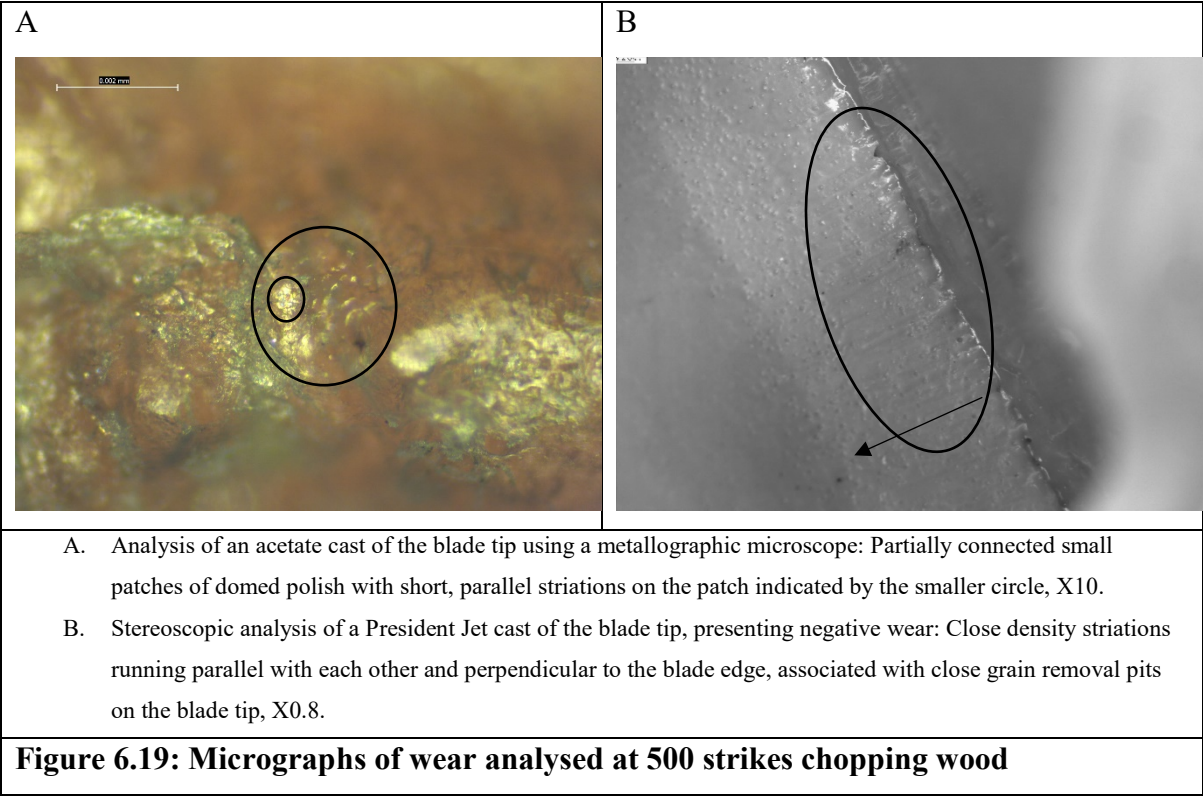 A
B
0.002 mm
A. Analysis of an acetate cast of the blade tip using a metallographic microscope: Partially connected small
patches of domed polish with short, parallel striations on the patch indicated by the smaller circle, X10.
B. Stereoscopic analysis of a President Jet cast of the blade tip, presenting negative wear: Close density striations
running parallel with each other and perpendicular to the blade edge, associated with close grain removal pits
on the blade tip, X0.8.
Figure 6.19: Micrographs of wear analysed at 500 strikes chopping wood